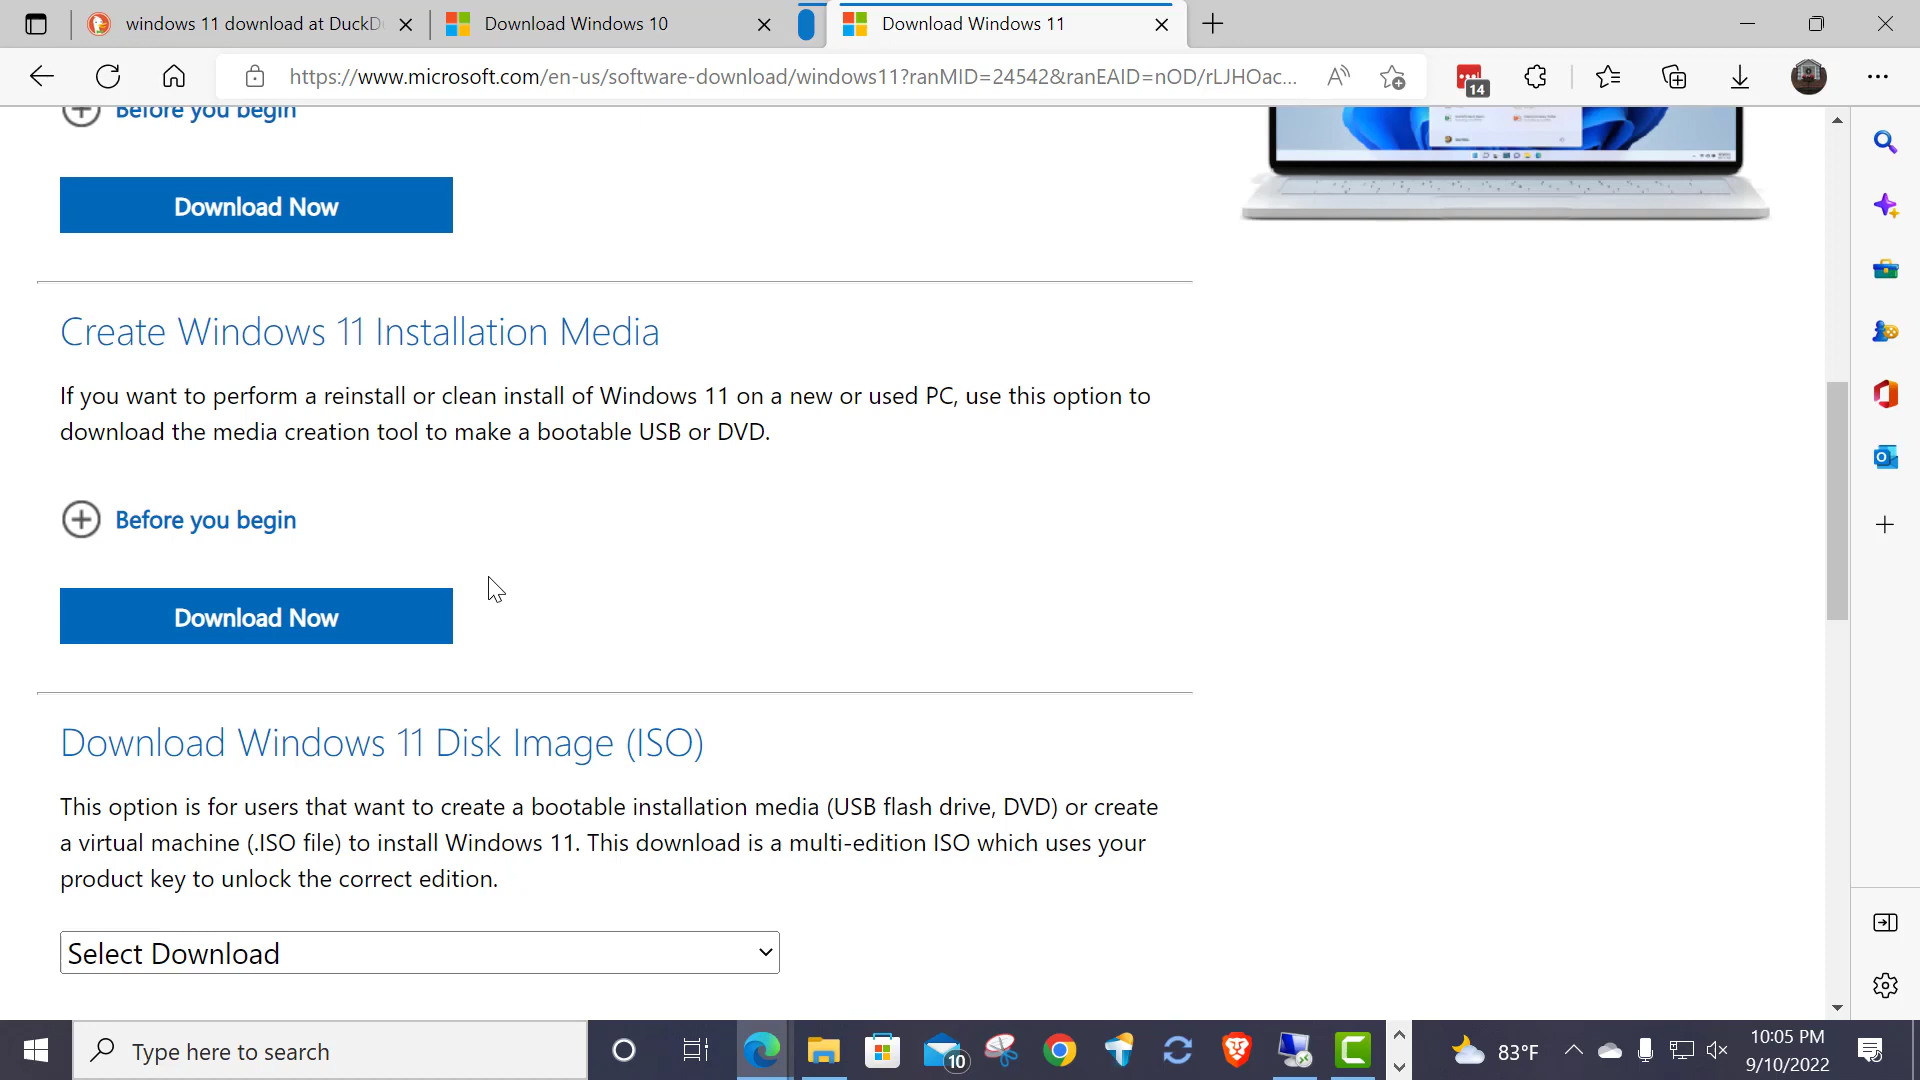 windows 11 download at DuckD
Download Windows 10
Download Windows 11
https://www.microsoft.com/en-us/software-download/windows11?ranMID=24542&ranEAID=nOD/rLJHOac...
14
Before you begin
Download Now
Create Windows 11 Installation Media
If you want to perform a reinstall or clean install of Windows 11 on a new or used PC, use this option to
download the media creation tool to make a bootable USB or DVD.
Before you begin
Download Now
Download Windows 11 Disk Image (ISO)
This option is for users that want to create a bootable installation media (USB flash drive, DVD) or create
a virtual machine (.ISO file) to install Windows 11. This download is a multi-edition ISO which uses your
product key to unlock the correct edition.
Select Download
Type here to search
10
83°F
10:05 PM
9/10/2022